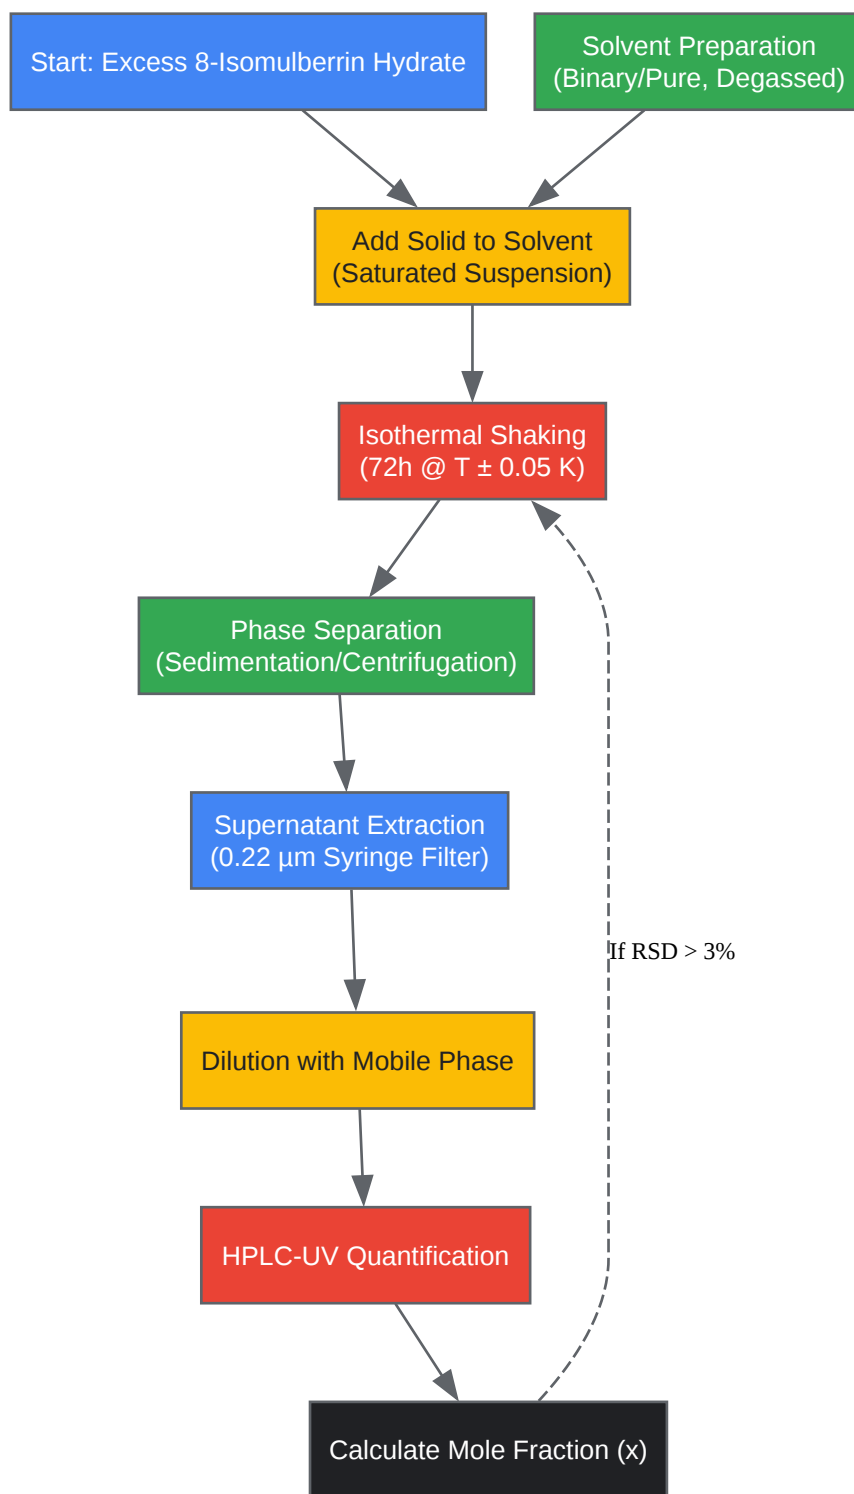 Start: Excess 8-Isomulberrin Hydrate
Solvent Preparation
(Binary/Pure, Degassed)
Add Solid to Solvent
(Saturated Suspension)
Isothermal Shaking
(72h @ T ± 0.05 K)
Phase Separation
(Sedimentation/Centrifugation)
Supernatant Extraction
(0.22 µm Syringe Filter)
If RSD > 3%
Dilution with Mobile Phase
HPLC-UV Quantification
Calculate Mole Fraction (x)